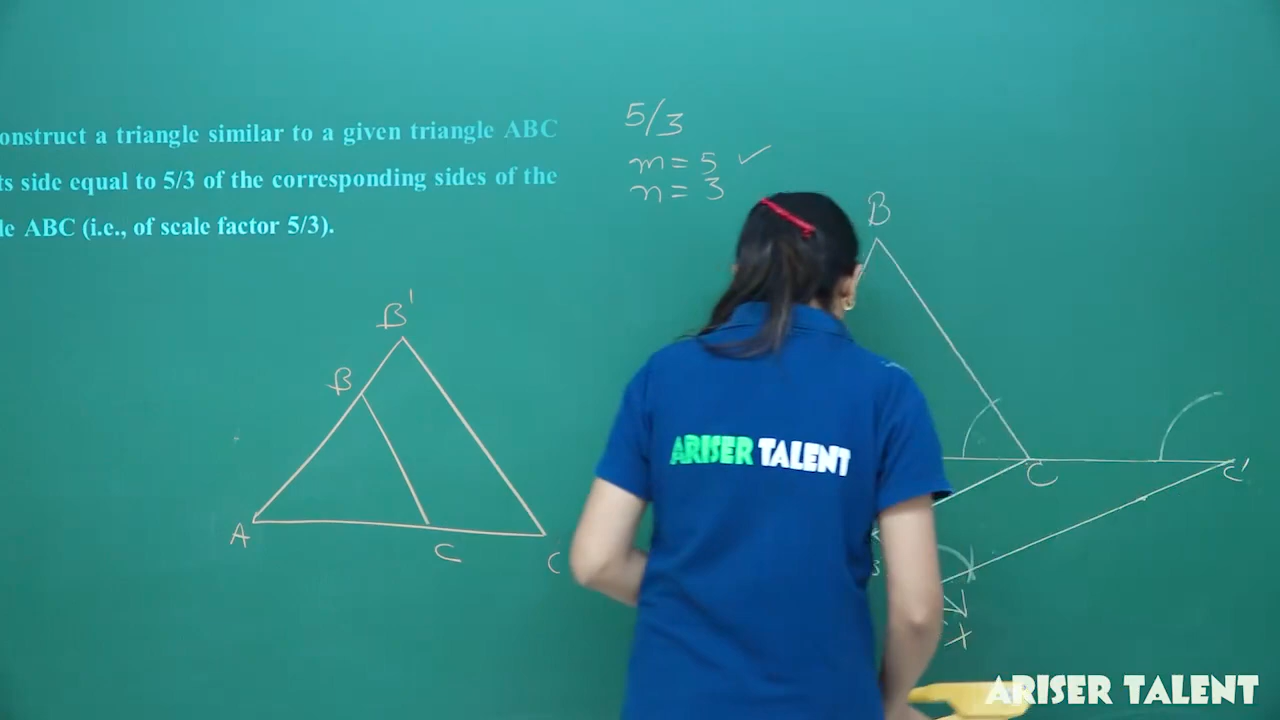 onstruct a triangle similar to a given triangle ABC
ts side equal to 5/3 of the corresponding sides of the
le ABC (i.e., of scale factor 5/3).
5/3
m = 5 ✓
n = 3
B'
B
A
C
C
B
C
C'
3
X
ARISER TALENT
ARISER TALENT